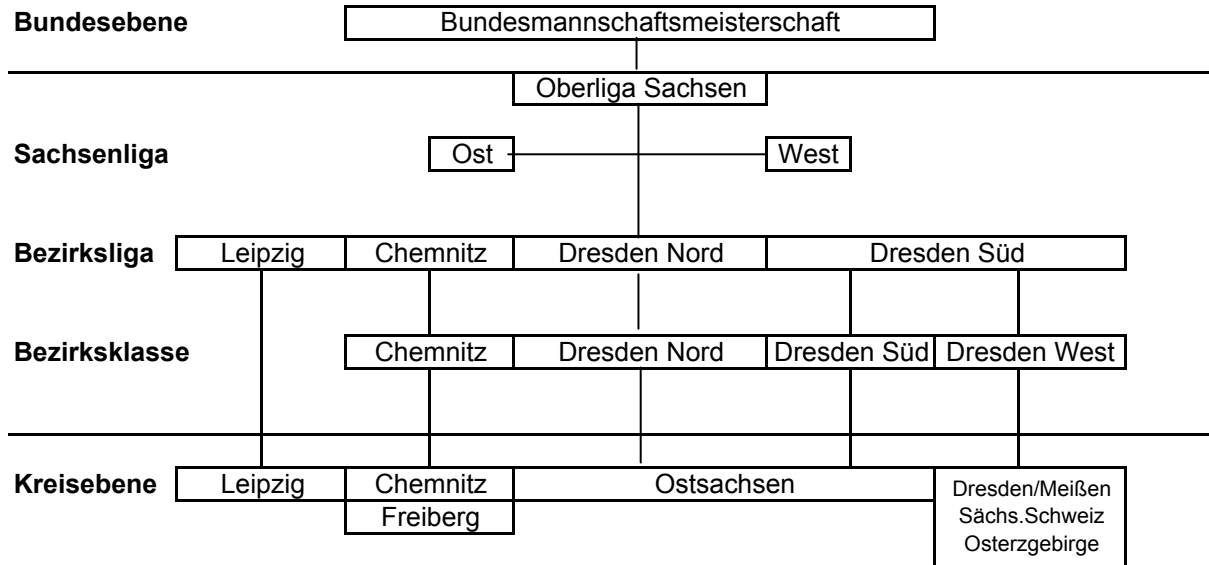 Bundesebene Bundesmannschaftsmeisterschaft
Oberliga Sachsen
Sachsenliga Ost West
Bezirksliga Leipzig Chemnitz Dresden Nord Dresden Süd
Bezirksklasse Chemnitz Dresden Nord Dresden Süd Dresden West
Kreisebene Leipzig Chemnitz Ostsachsen Dresden/Meißen
Freiberg Sächs.Schweiz
Osterzgebirge